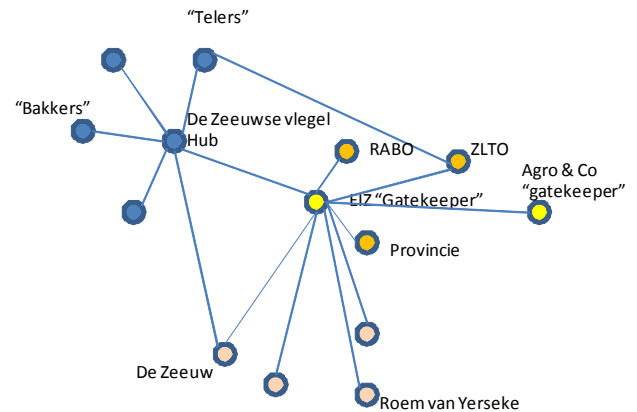 “Telers”
“Bakkers”
De Zeeuwse vlegel
Hub
RABO
ZLTO
Agro & Co
“gatekeeper”
EIZ “Gatekeeper”
Provincie
De Zeeuw
Roem van Yerseke